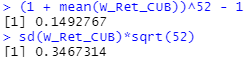 > (1 + mean(W_Ret_CUB))^52 - 1
[1] 0.1492767
> sd(W_Ret_CUB)*sqrt(52)
[1] 0.3467314